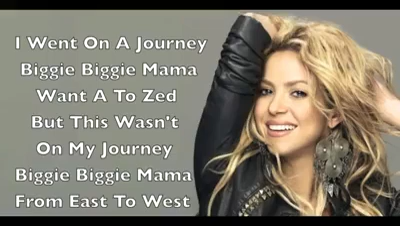 I Went On A Journey
Biggie Biggie Mama
Want A To Zed
But This Wasn't
On My Journey
Biggie Biggie Mama
From East To West